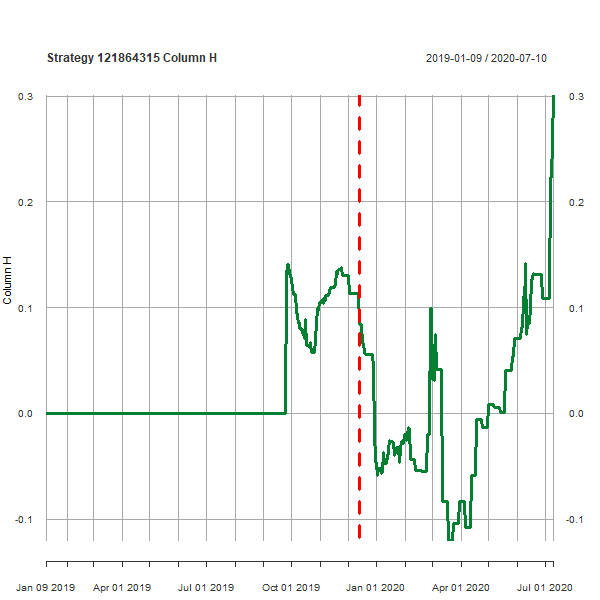 Strategy 121864315 Column H
2019-01-09 / 2020-07-10
0.3
0.3
0.2
0.2
0.1
0.1
0.0
0.0
-0.1
-0.1
Column H
Jan 09 2019
Apr 01 2019
Jul 01 2019
Oct 01 2019
Jan 01 2020
Apr 01 2020
Jul 01 2020